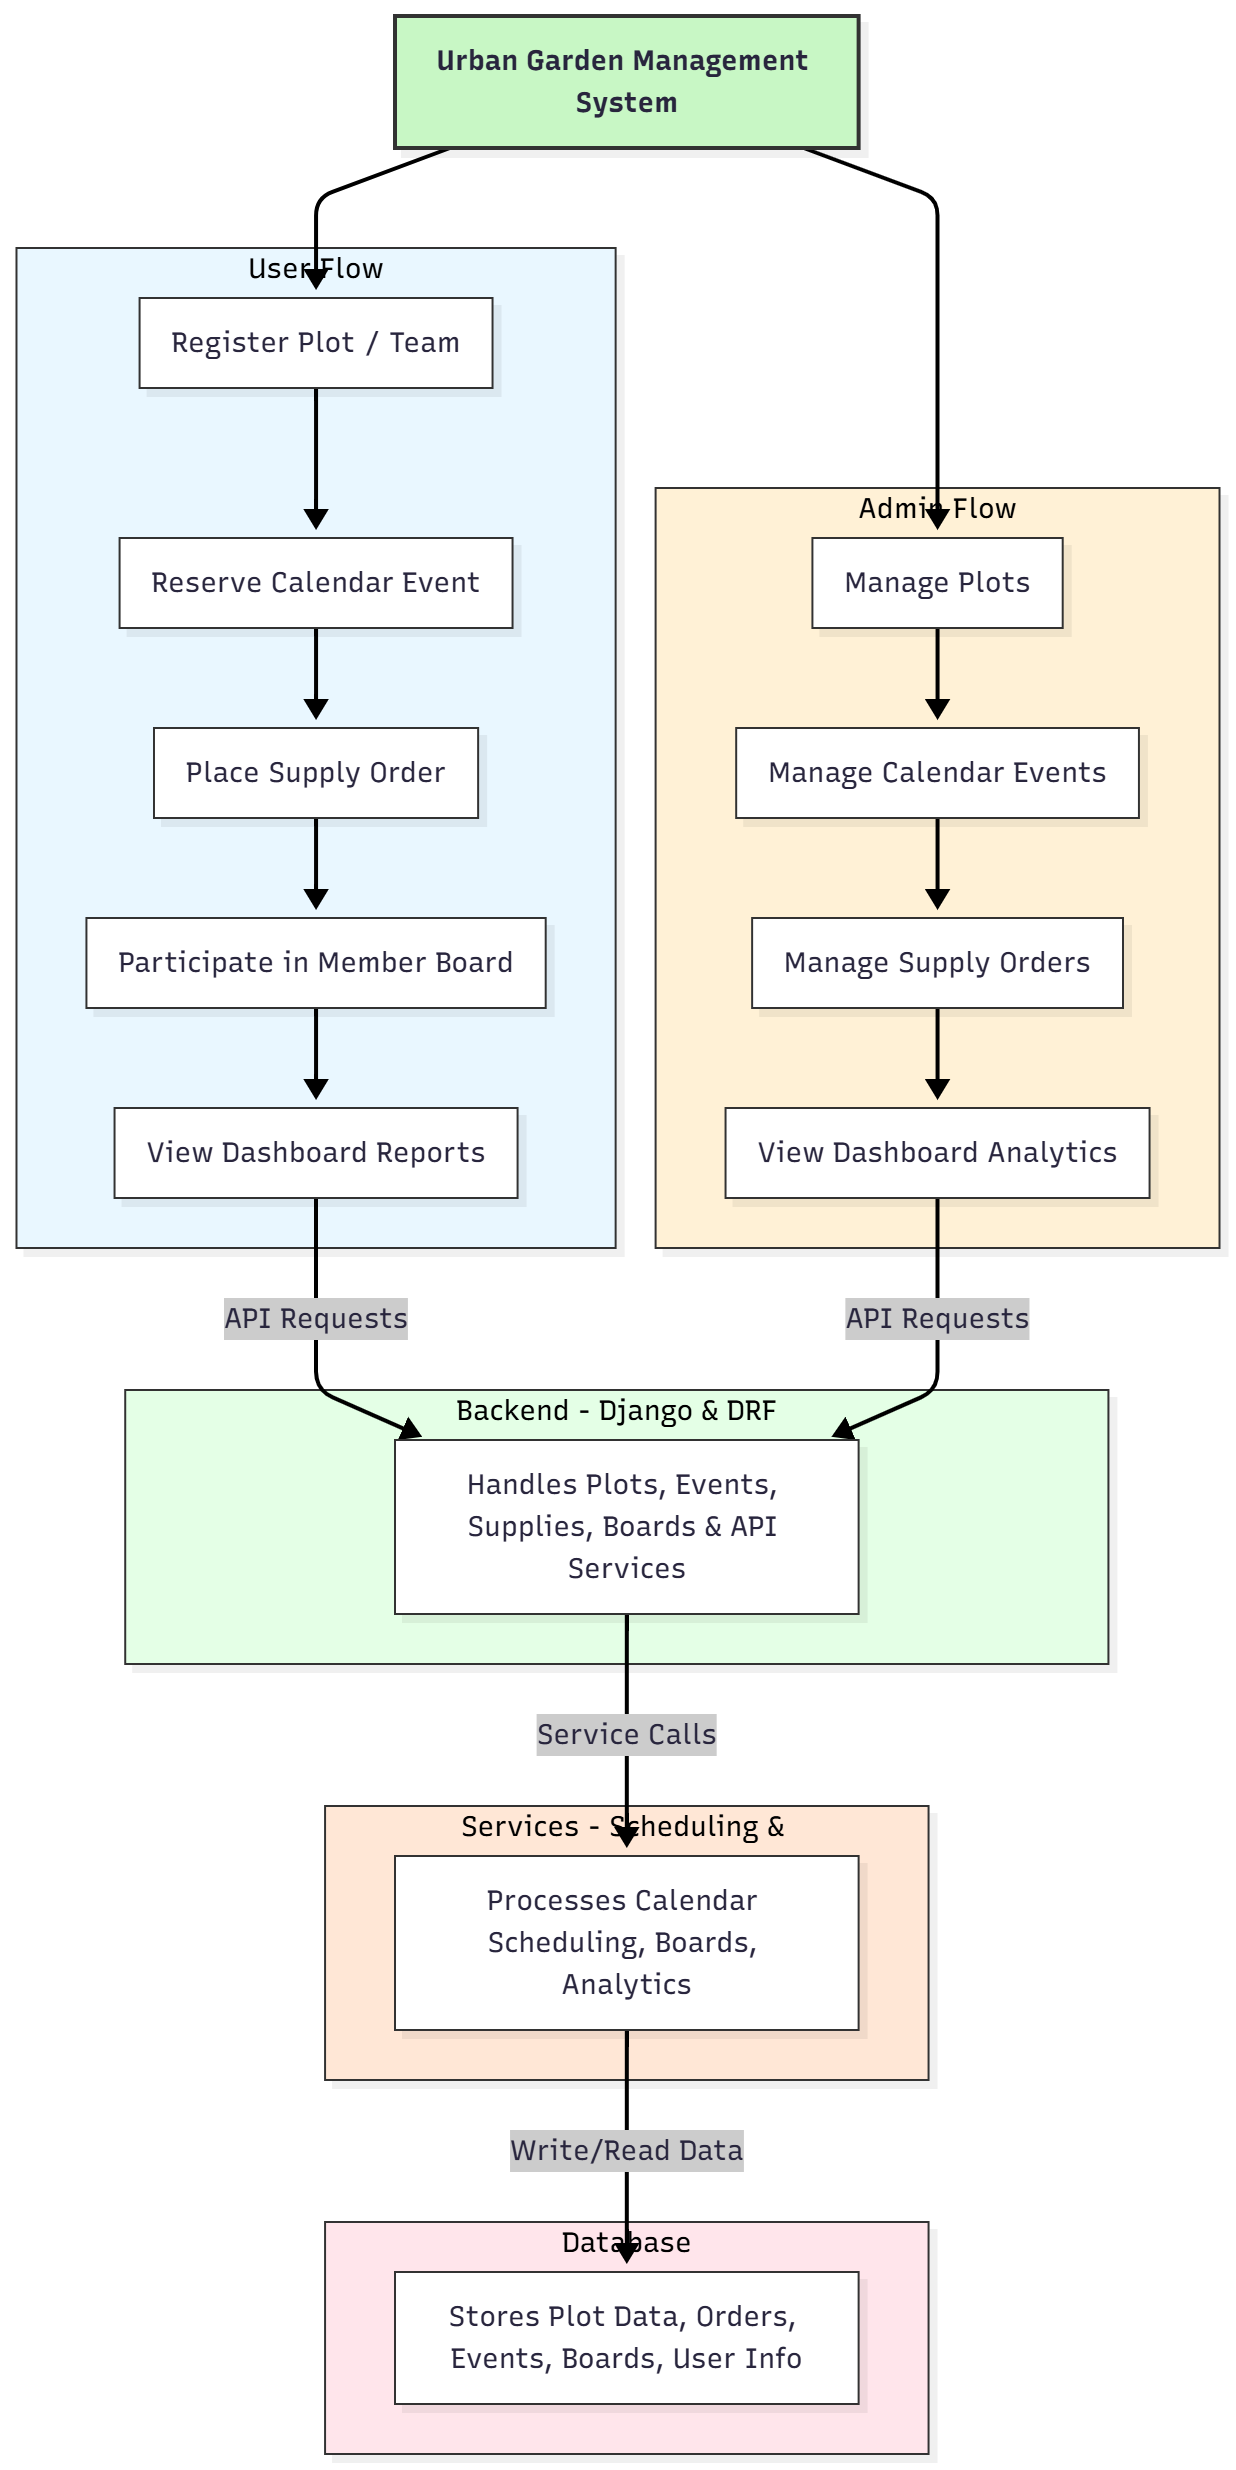 Urban Garden Management
System
User Flow
Register Plot / Team
Reserve Calendar Event
Place Supply Order
Participate in Member Board
View Dashboard Reports
Admin Flow
Manage Plots
Manage Calendar Events
Manage Supply Orders
View Dashboard Analytics
API Requests
API Requests
Backend - Django & DRF
Handles Plots, Events,
Supplies, Boards & API
Services
Service Calls
Services - Scheduling &
Processes Calendar
Scheduling, Boards,
Analytics
Write/Read Data
Database
Stores Plot Data, Orders,
Events, Boards, User Info